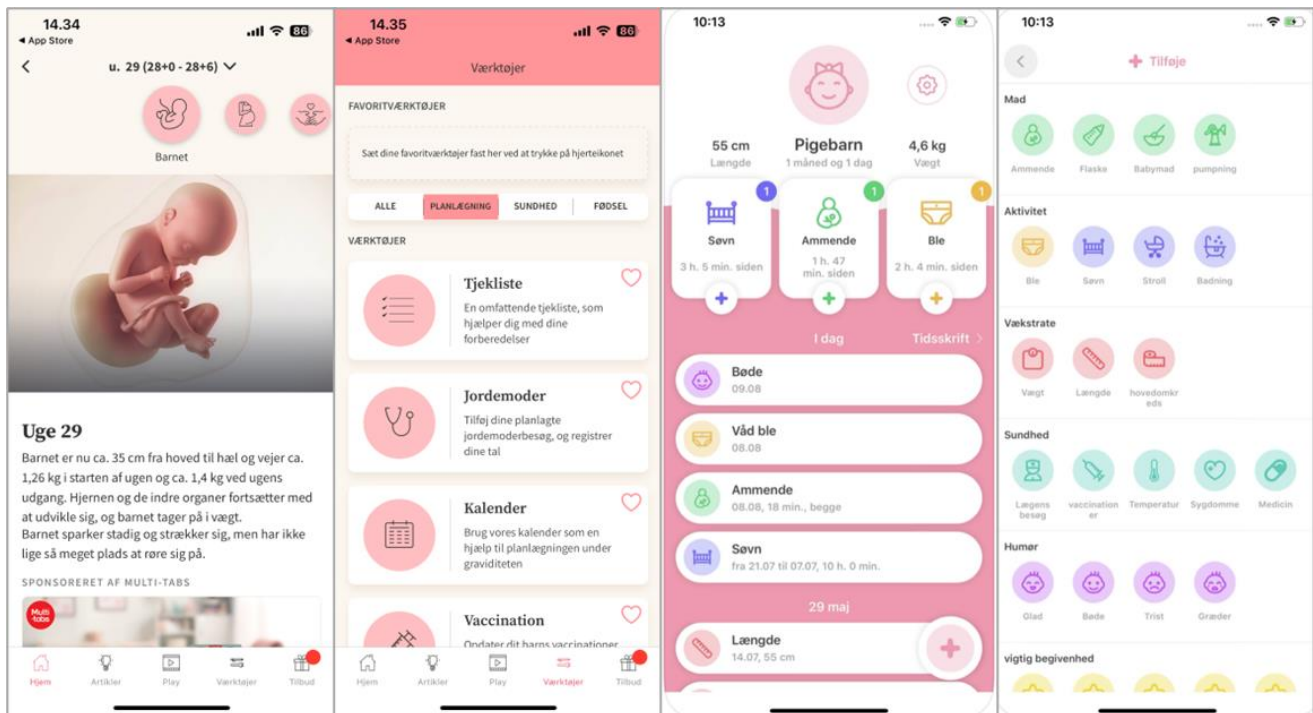 14.34
86
◀ App Store
u. 29 (28+0 - 28+6)
Barnet
Uge 29
Barnet er nu ca. 35 cm fra hoved til hæl og vejer ca.
1,26 kg i starten af ugen og ca. 1,4 kg ved ugens
udgang. Hjernen og de indre organer fortsætter med
at udvikle sig, og barnet tager på i vægt.
Barnet sparker stadig og strækker sig, men har ikke
lige så meget plads at røre sig på.
SPONSORERET AF MULTI-TABS
Multi
-tabs
Hjem
Artikler
Play
Værktøjer
Tilbud
14.35
86
◀ App Store
Værktøjer
FAVORITVÆRKTØJER
Sæt dine favoritværktøjer fast her ved at trykke på hjerteikonet
ALLE
PLANLÆGNING
SUNDHED
FØDSEL
VÆRKTØJER
Tjekliste
En omfattende tjekliste, som
hjælper dig med dine
forberedelser
Jordemoder
Tilføj dine planlagte
jordemoderbesøg, og registrer
dine tal
Kalender
Brug vores kalender som en
hjælp til planlægningen under
graviditeten
Vaccination
Opdater dit barns vaccinationer
Hjem
Artikler
Play
Værktøjer
Tilbud
10:13
55 cm
Længde
Pigebarn
1 måned og 1 dag
4,6 kg
Vægt
1
Søvn
3 h. 5 min. siden
1
Ammende
1 h. 47
min. siden
1
Ble
2 h. 4 min. siden
I dag
Tidsskrift
Bøde
09.08
Våd ble
08.08
Ammende
08.08, 18 min., begge
Søvn
fra 21.07 til 07.07, 10 h. 0 min.
29 maj
Længde
14.07, 55 cm
10:13
Tilføje
Mad
Ammende
Flaske
Babymad
pumpning
Aktivitet
Ble
Søvn
Stroll
Badning
Vækstrate
Vægt
Længde
hovedomkr
eds
Sundhed
Lægens
besøg
vaccination
er
Temperatur
Sygdomme
Medicin
Humør
Glad
Bøde
Trist
Græder
vigtig begivenhed